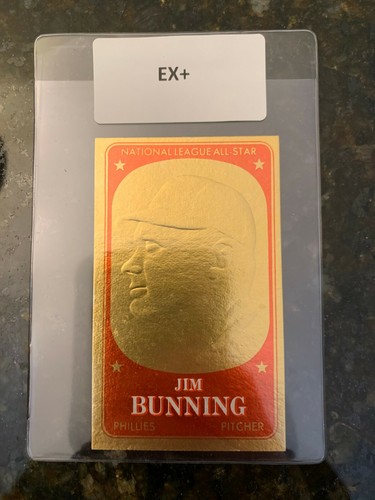 EX+
NATIONAL LEAGUE ALL-STAR
JIM
BUNNING
PHILLIES PITCHER